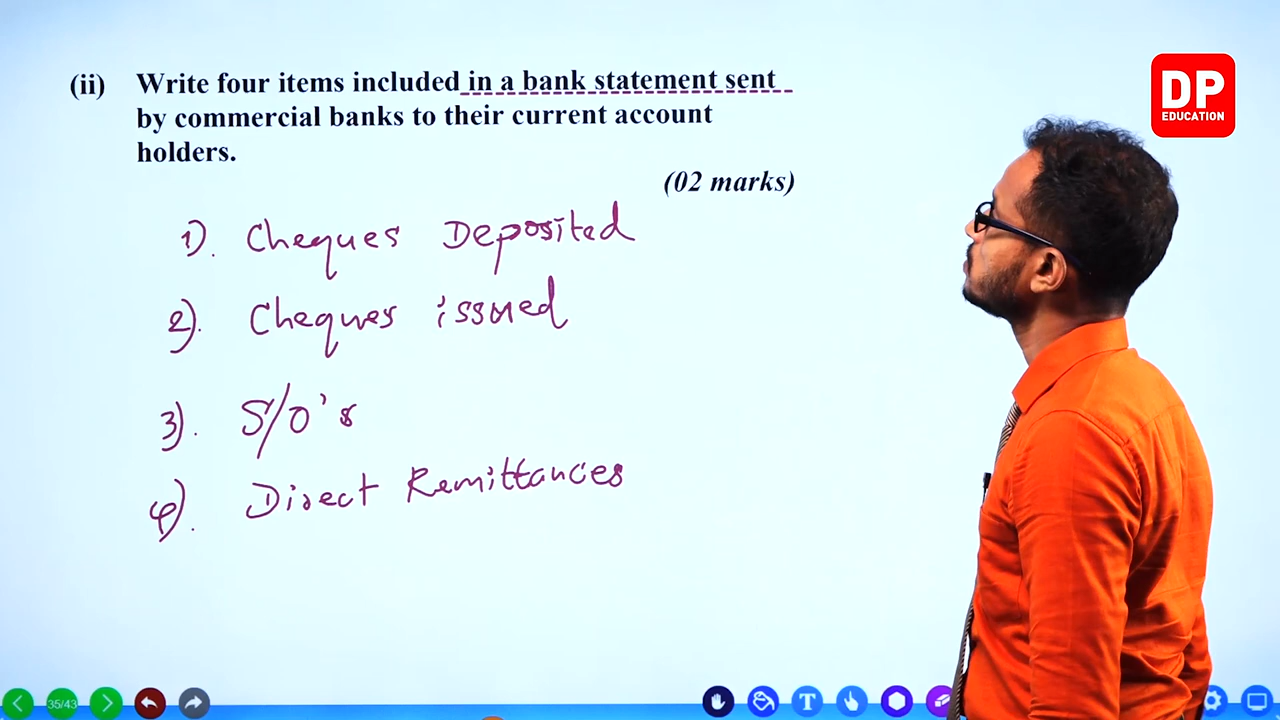 (ii) Write four items included in a bank statement sent
by commercial banks to their current account
holders.
(02 marks)
1). Cheques Deposited
2). Cheques issued
3). S/O's
4). Direct Remittances
DP
EDUCATION
35/43
T